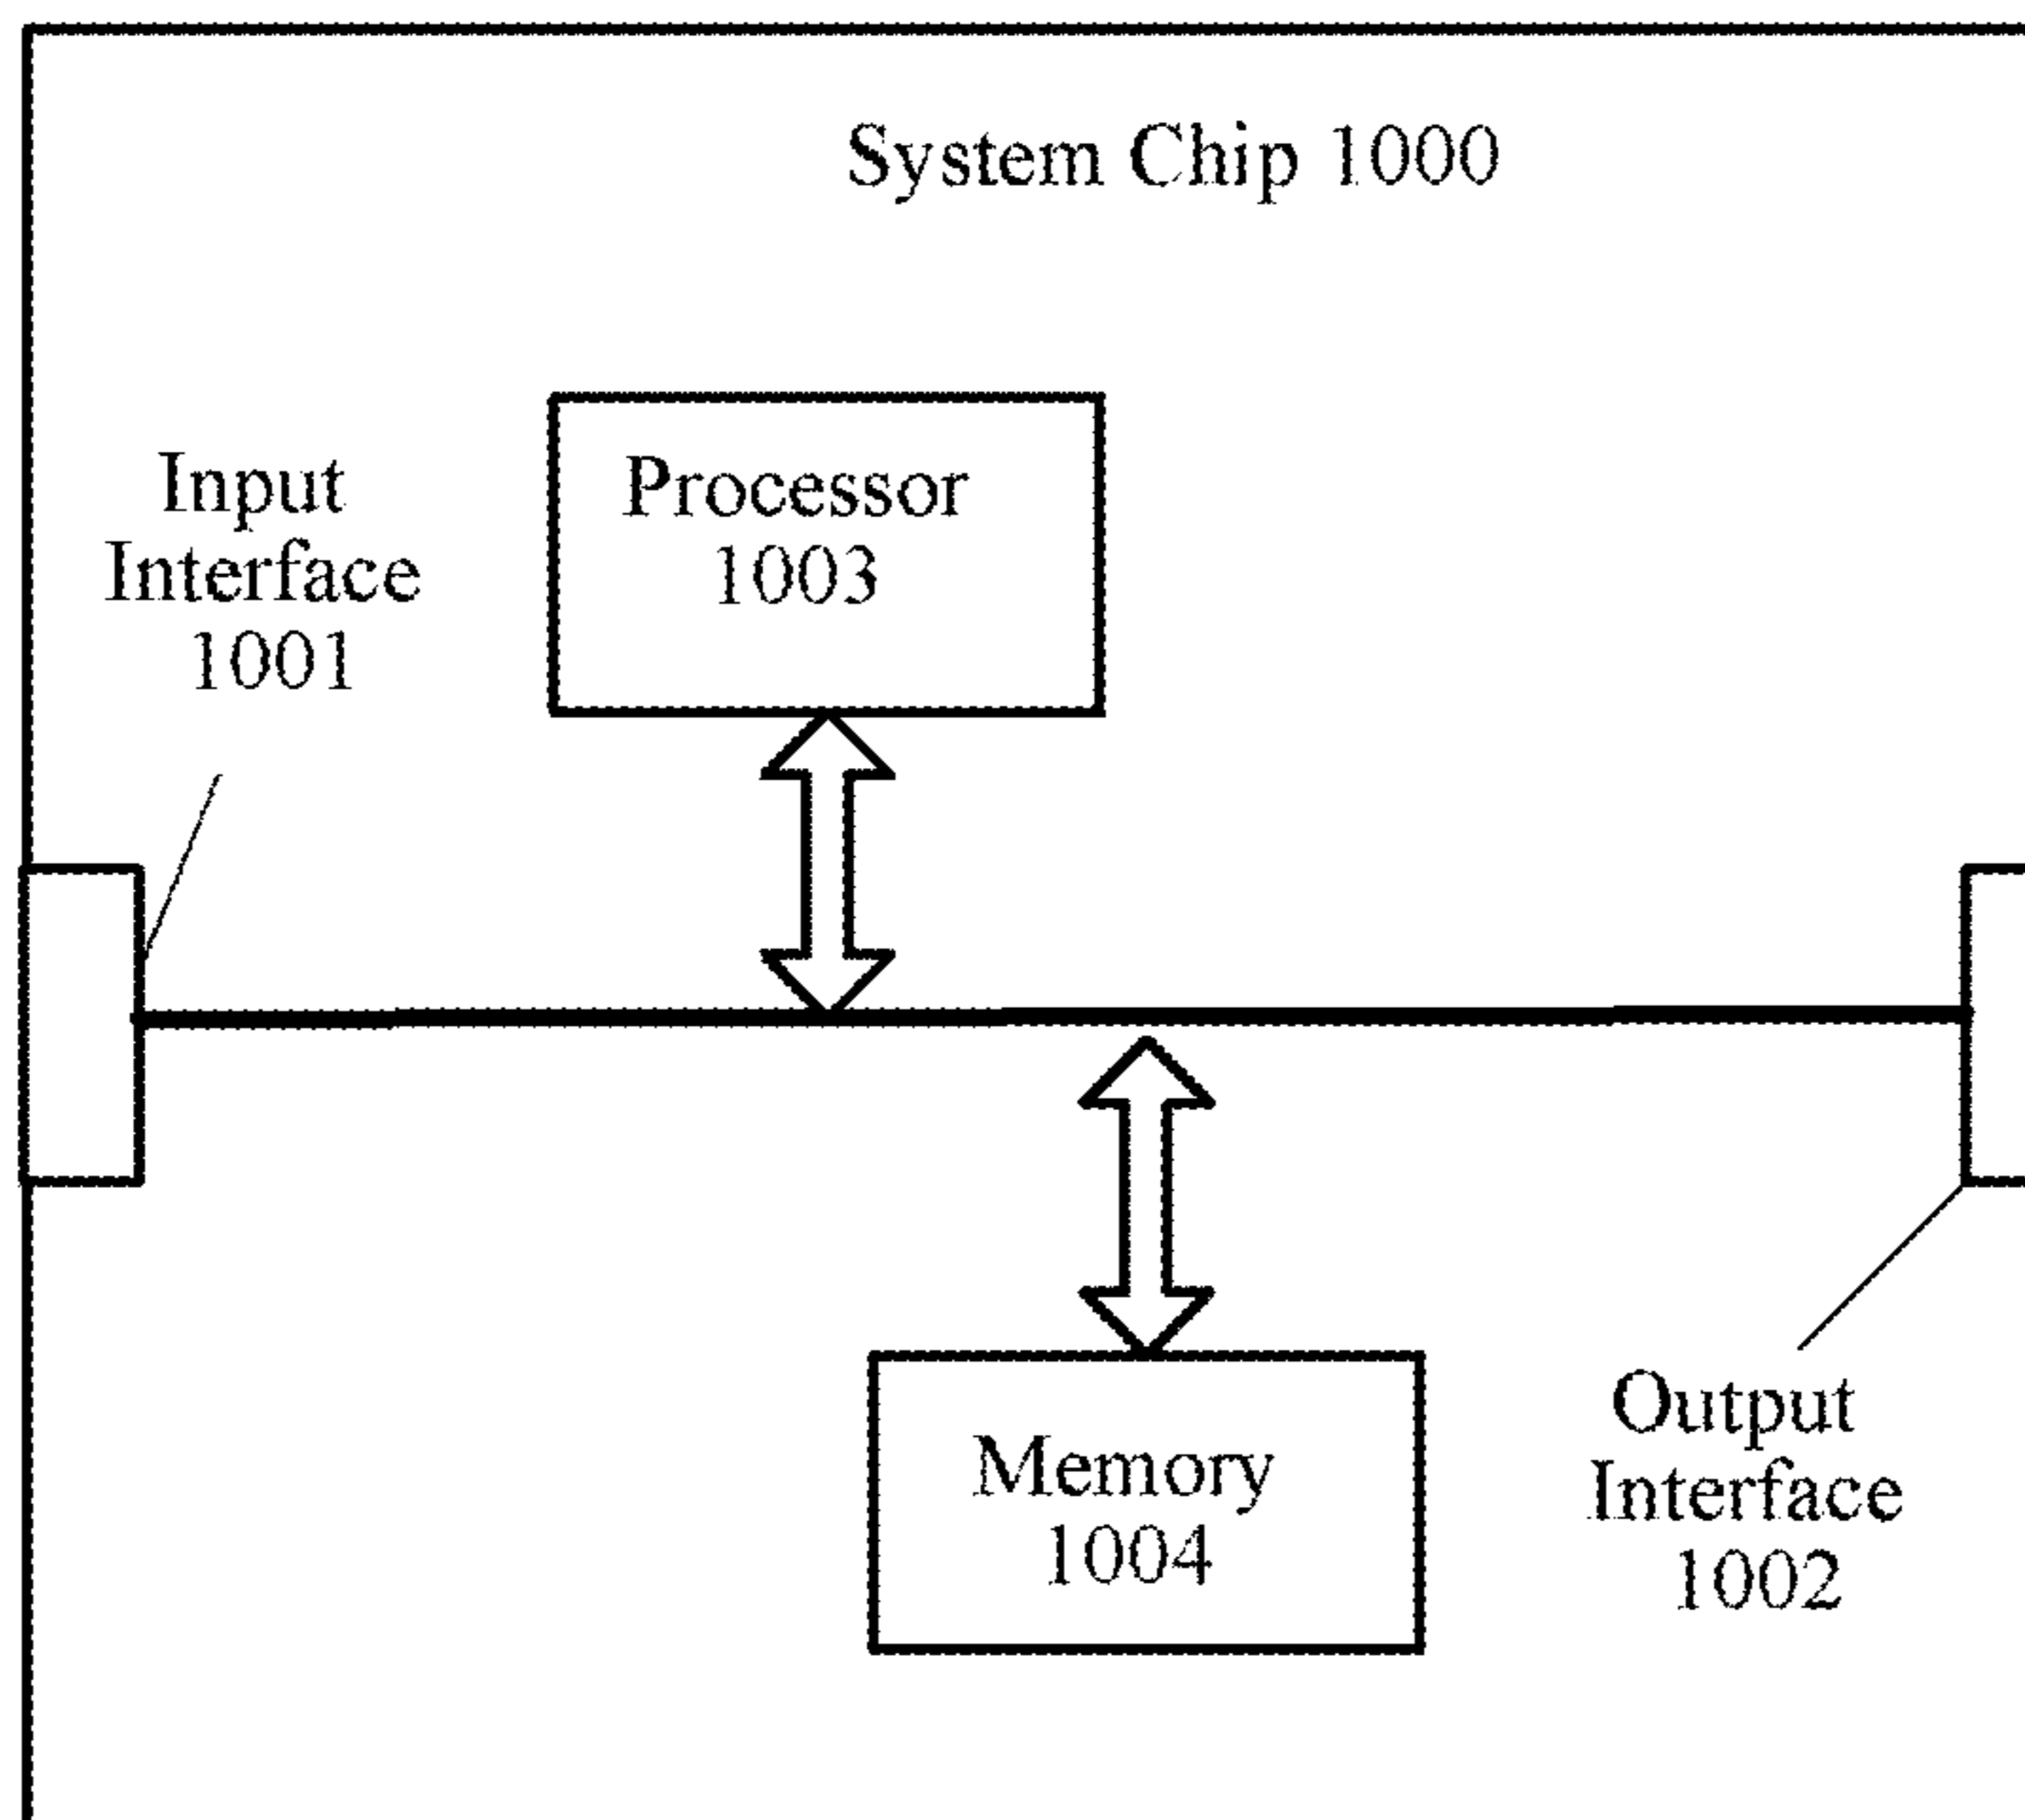 System Chip 1000
Input
Interface
1001
Processor
1003
Memory
1004
Output
Interface
1002